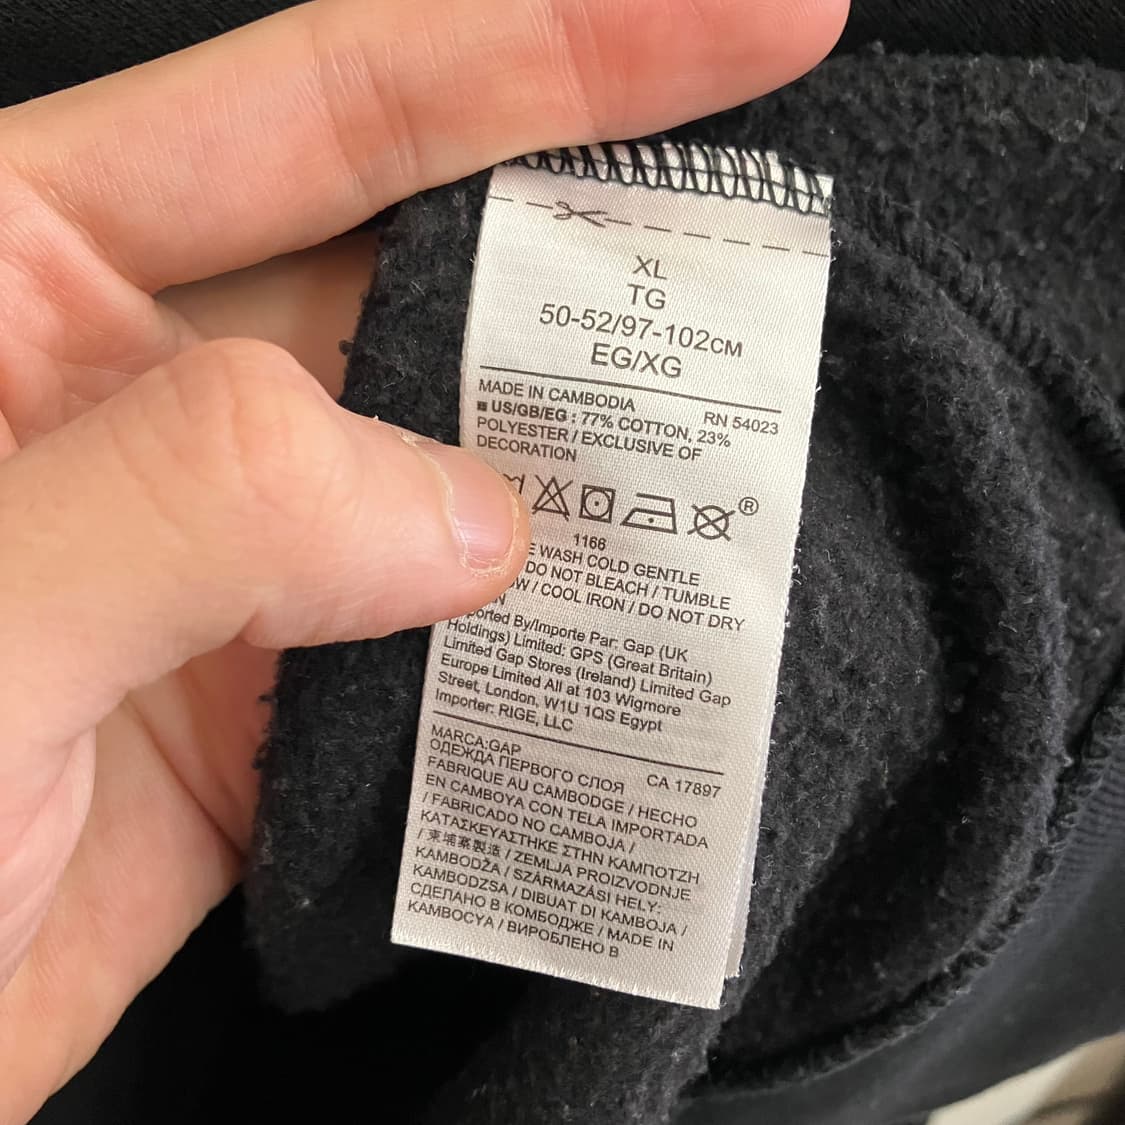 XL
TG
50-52/97-102CM
EG/XG
MADE IN CAMBODIA RN 54023
US/GB/EG : 77% COTTON, 23%
POLYESTER / EXCLUSIVE OF
DECORATION
®
1166
WASH COLD GENTLE
DO NOT BLEACH / TUMBLE
/ COOL IRON / DO NOT DRY
By/Importe Par: Gap (UK
Holdings) Limited: GPS (Great Britain)
Limited Gap Stores (Ireland) Limited Gap
Europe Limited All at 103 Wigmore
Street, London, W1U 1QS Egypt
Importer: RIGE, LLC
MARCA:GAP
ОДЕЖДА ПЕРВОГО СЛОЯ CA 17897
FABRIQUE AU CAMBODGE / HECHO
EN CAMBOYA CON TELA IMPORTADA
/ FABRICADO NO CAMBOJA /
ΚΑΤΑΣΚΕΥΑΣΤΗΚΕ ΣΤΗΝ ΚΑΜΠΟΤΖΗ
/ 柬埔寨製造 / ZEMLJA PROIZVODNJE
KAMBODŽA / SZÁRMAZÁSI HELY:
KAMBODZSA / DIBUAT DI KAMBOJA /
СДЕЛАНО В КОМБОДЖЕ / MADE IN
KAMBOCYA / ВИРОБЛЕНО В